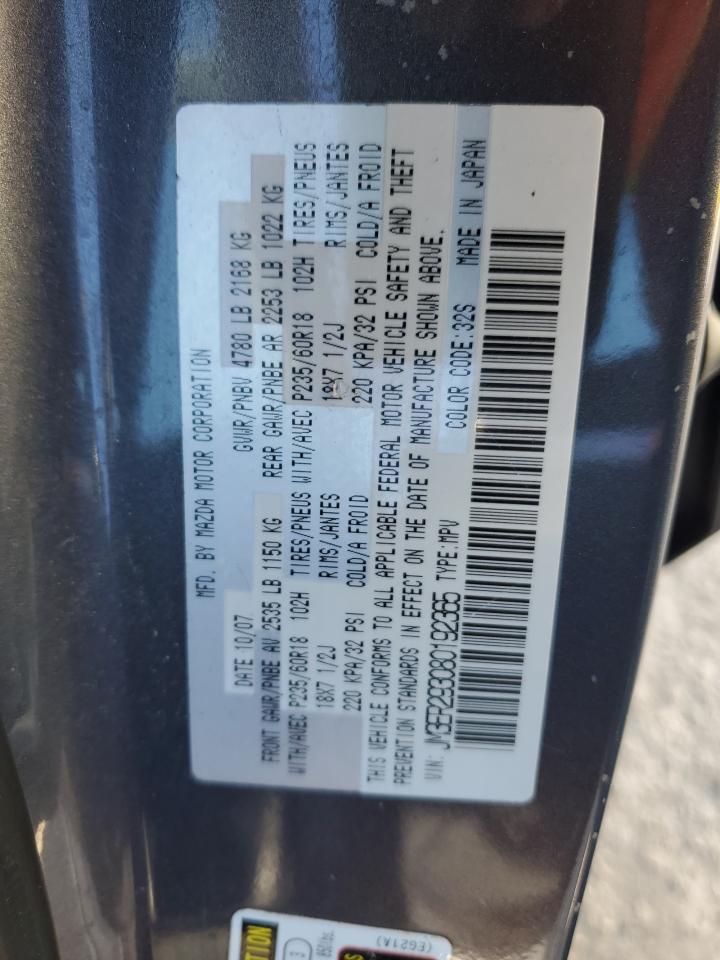 MFD. BY MAZDA MOTOR CORPORATION
DATE 10/07 GVWR/PNBV 4780 LB 2168 KG
FRONT GAWR/PNBE AV 2535 LB 1150 KG REAR GAWR/PNBE AR 2253 LB 1022 KG
WITH/AVEC P235/60R18 102H TIRES/PNEUS WITH/AVEC P235/60R18 102H TIRES/PNEUS
18X7 1/2J RIMS/JANTES 18X7 1/2J RIMS/JANTES
220 KPA/32 PSI COLD/A FROID 220 KPA/32 PSI COLD/A FROID
THIS VEHICLE CONFORMS TO ALL APPLICABLE FEDERAL MOTOR VEHICLE SAFETY AND THEFT
PREVENTION STANDARDS IN EFFECT ON THE DATE OF MANUFACTURE SHOWN ABOVE.
VIN: JM3ER293080192365 TYPE:MPV COLOR CODE:32S MADE IN JAPAN
3
(EG21A)